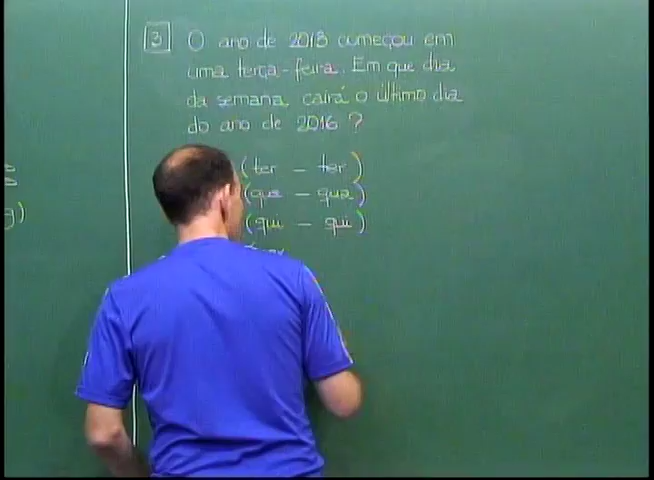 3 O ano de 2013 começou em
uma terça-feira. Em que dia
da semana cairá o último dia
do ano de 2016 ?
(ter - ter)
(qua - qua)
(qui - qui)